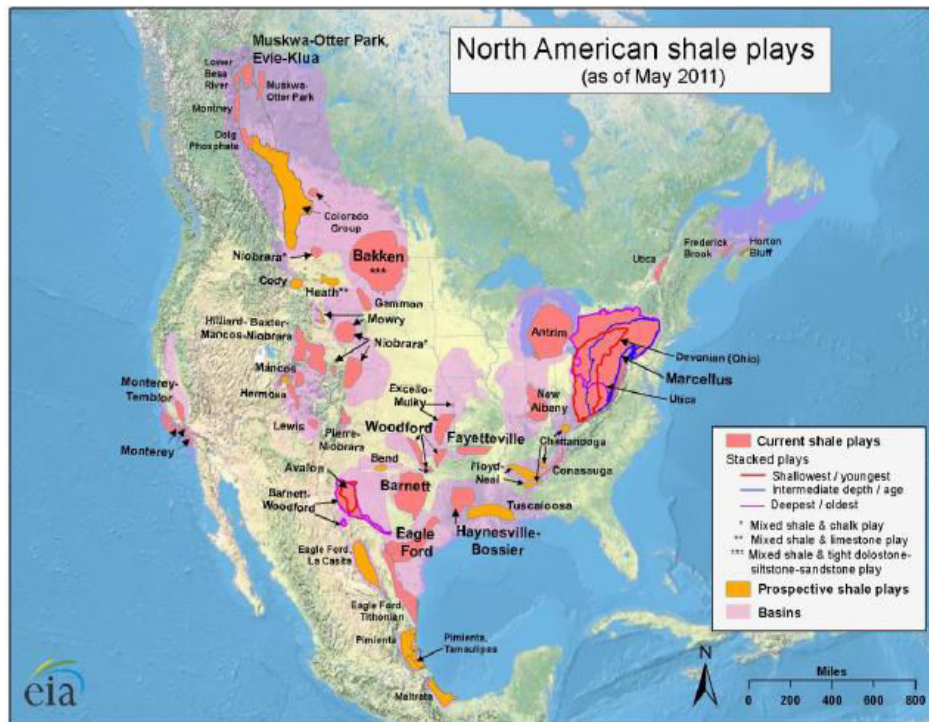 North American shale plays
(as of May 2011)
Muskwa-Otter Park,
Evie-Klua
Lower
Besa
River
Muskwa-
Otter Park
Montney
Doig
Phosphate
Colorado
Group
Niobrara*
Bakken
***
Cody
Heath**
Gammon
Mowry
Hilliard-Baxter-
Mancos-Niobrara
Niobrara*
Mancos
Hermosa
Monterey-
Temblor
Monterey
Lewis
Pierre-
Niobrara
Excello-
Mulky
Woodford
Fayetteville
Bend
Avalon
Barnett-
Woodford
Barnett
Eagle
Ford
Haynesville-
Bossier
Tuscaloosa
Floyd-
Neal
Conasauga
Chattanooga
New
Albany
Antrim
Devonian (Ohio)
Marcellus
Utica
Utica
Frederick
Brook
Horton
Bluff
Eagle Ford,
La Casita
Eagle Ford,
Tithonian
Pimienta
Pimienta,
Tamaulipas
Maltrata
Current shale plays
Stacked plays
Shallowest / youngest
Intermediate depth / age
Deepest / oldest
* Mixed shale & chalk play
** Mixed shale & limestone play
*** Mixed shale & tight dolostone-
siltstone-sandstone play
Prospective shale plays
Basins
N
Miles
0 200 400 600 800
eia